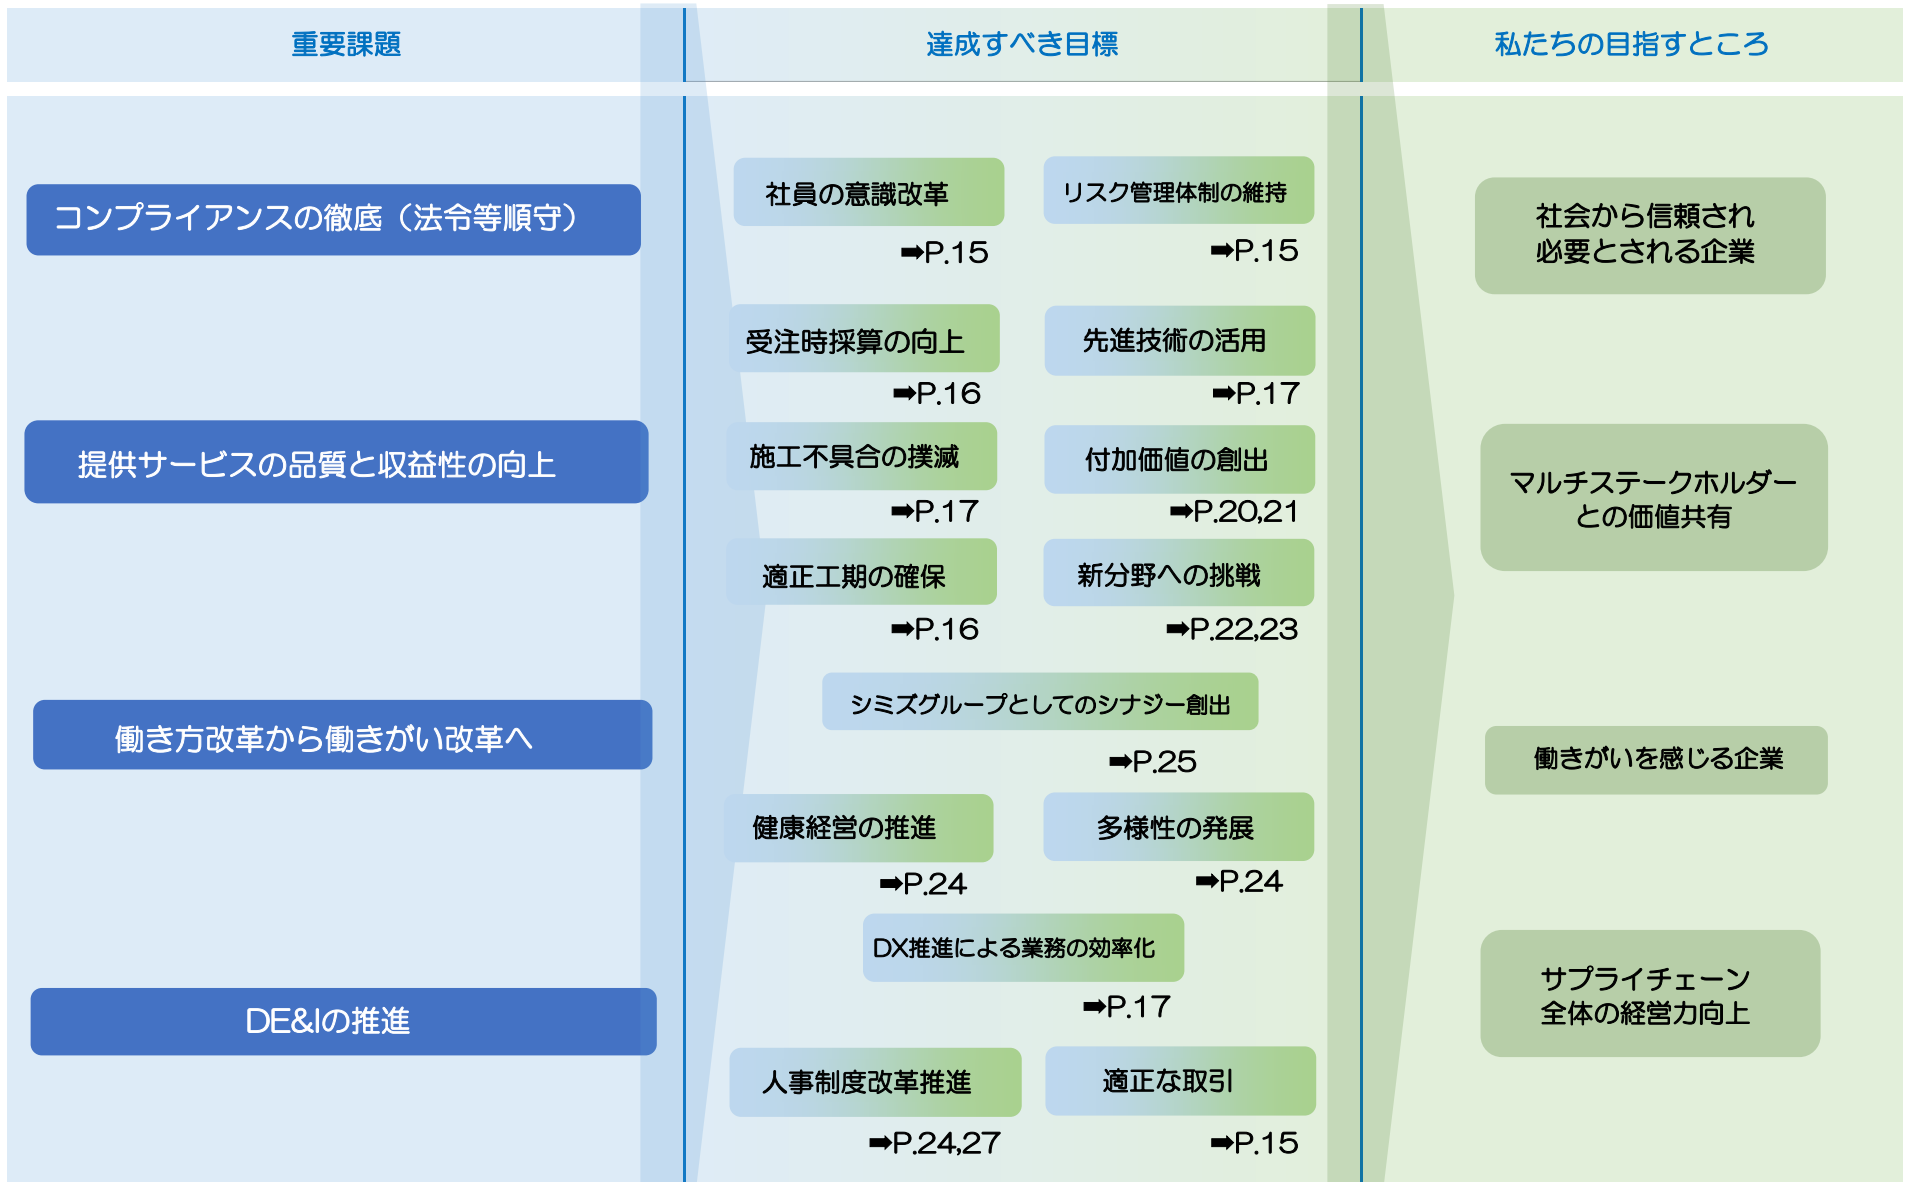 重要課題
達成すべき目標
私たちの目指すところ
コンプライアンスの徹底（法令等順守）
提供サービスの品質と収益性の向上
働き方改革から働きがい改革へ
DE&Iの推進
社員の意識改革
➡P.15
リスク管理体制の維持
➡P.15
受注時採算の向上
➡P.16
先進技術の活用
➡P.17
施工不具合の撲滅
➡P.17
付加価値の創出
➡P.20,21
適正工期の確保
➡P.16
新分野への挑戦
➡P.22,23
シミズグループとしてのシナジー創出
➡P.25
健康経営の推進
➡P.24
多様性の発展
➡P.24
DX推進による業務の効率化
➡P.17
人事制度改革推進
➡P.24,27
適正な取引
➡P.15
社会から信頼され
必要とされる企業
マルチステークホルダー
との価値共有
働きがいを感じる企業
サプライチェーン
全体の経営力向上